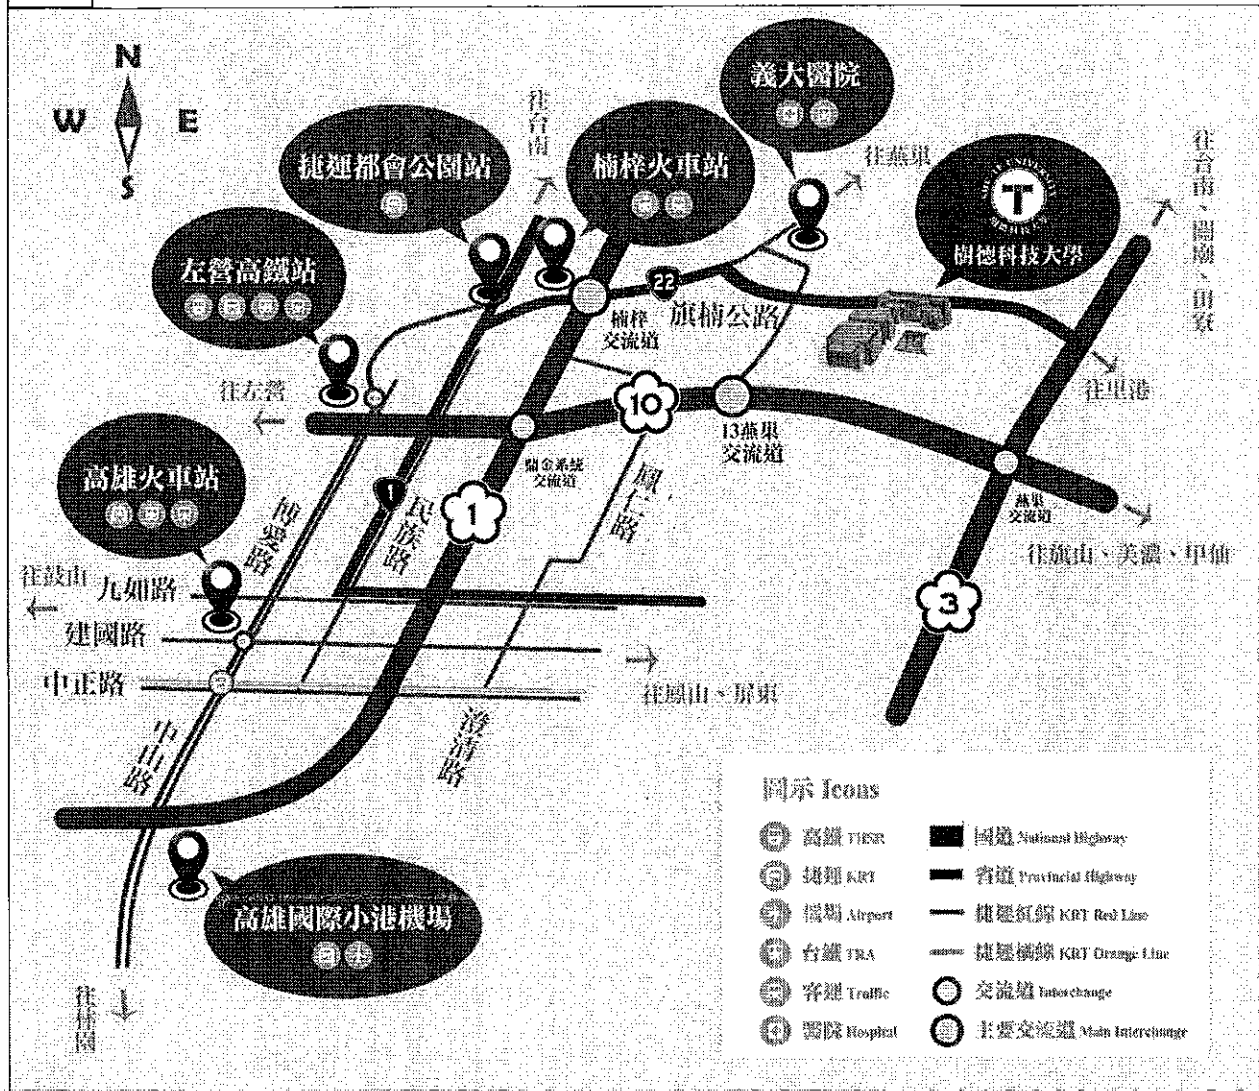 N
W E
S
義大醫院
往台南
捷運都會公園站
楠梓火車站
往燕巢
樹德科技大學
往台南、關廟、田寮
左營高鐵站
22
旗楠公路
楠梓
交流道
往里港
往左營
10
13燕巢
交流道
鼎金系統
交流道
高雄火車站
博愛路
1
民族路
1
鳳仁路
燕巢
交流道
往旗山、美濃、甲仙
往鼓山
九如路
3
建國路
中正路
往鳳山、屏東
中山路
澄清路
高雄國際小港機場
往桂園
圖示 Icons
高鐵 THSR
國道 National Highway
捷運 KRT
省道 Provincial Highway
機場 Airport
捷運紅線 KRT Red Line
台鐵 TRA
捷運橘線 KRT Orange Line
客運 Traffic
交流道 Interchange
醫院 Hospital
主要交流道 Main Interchange